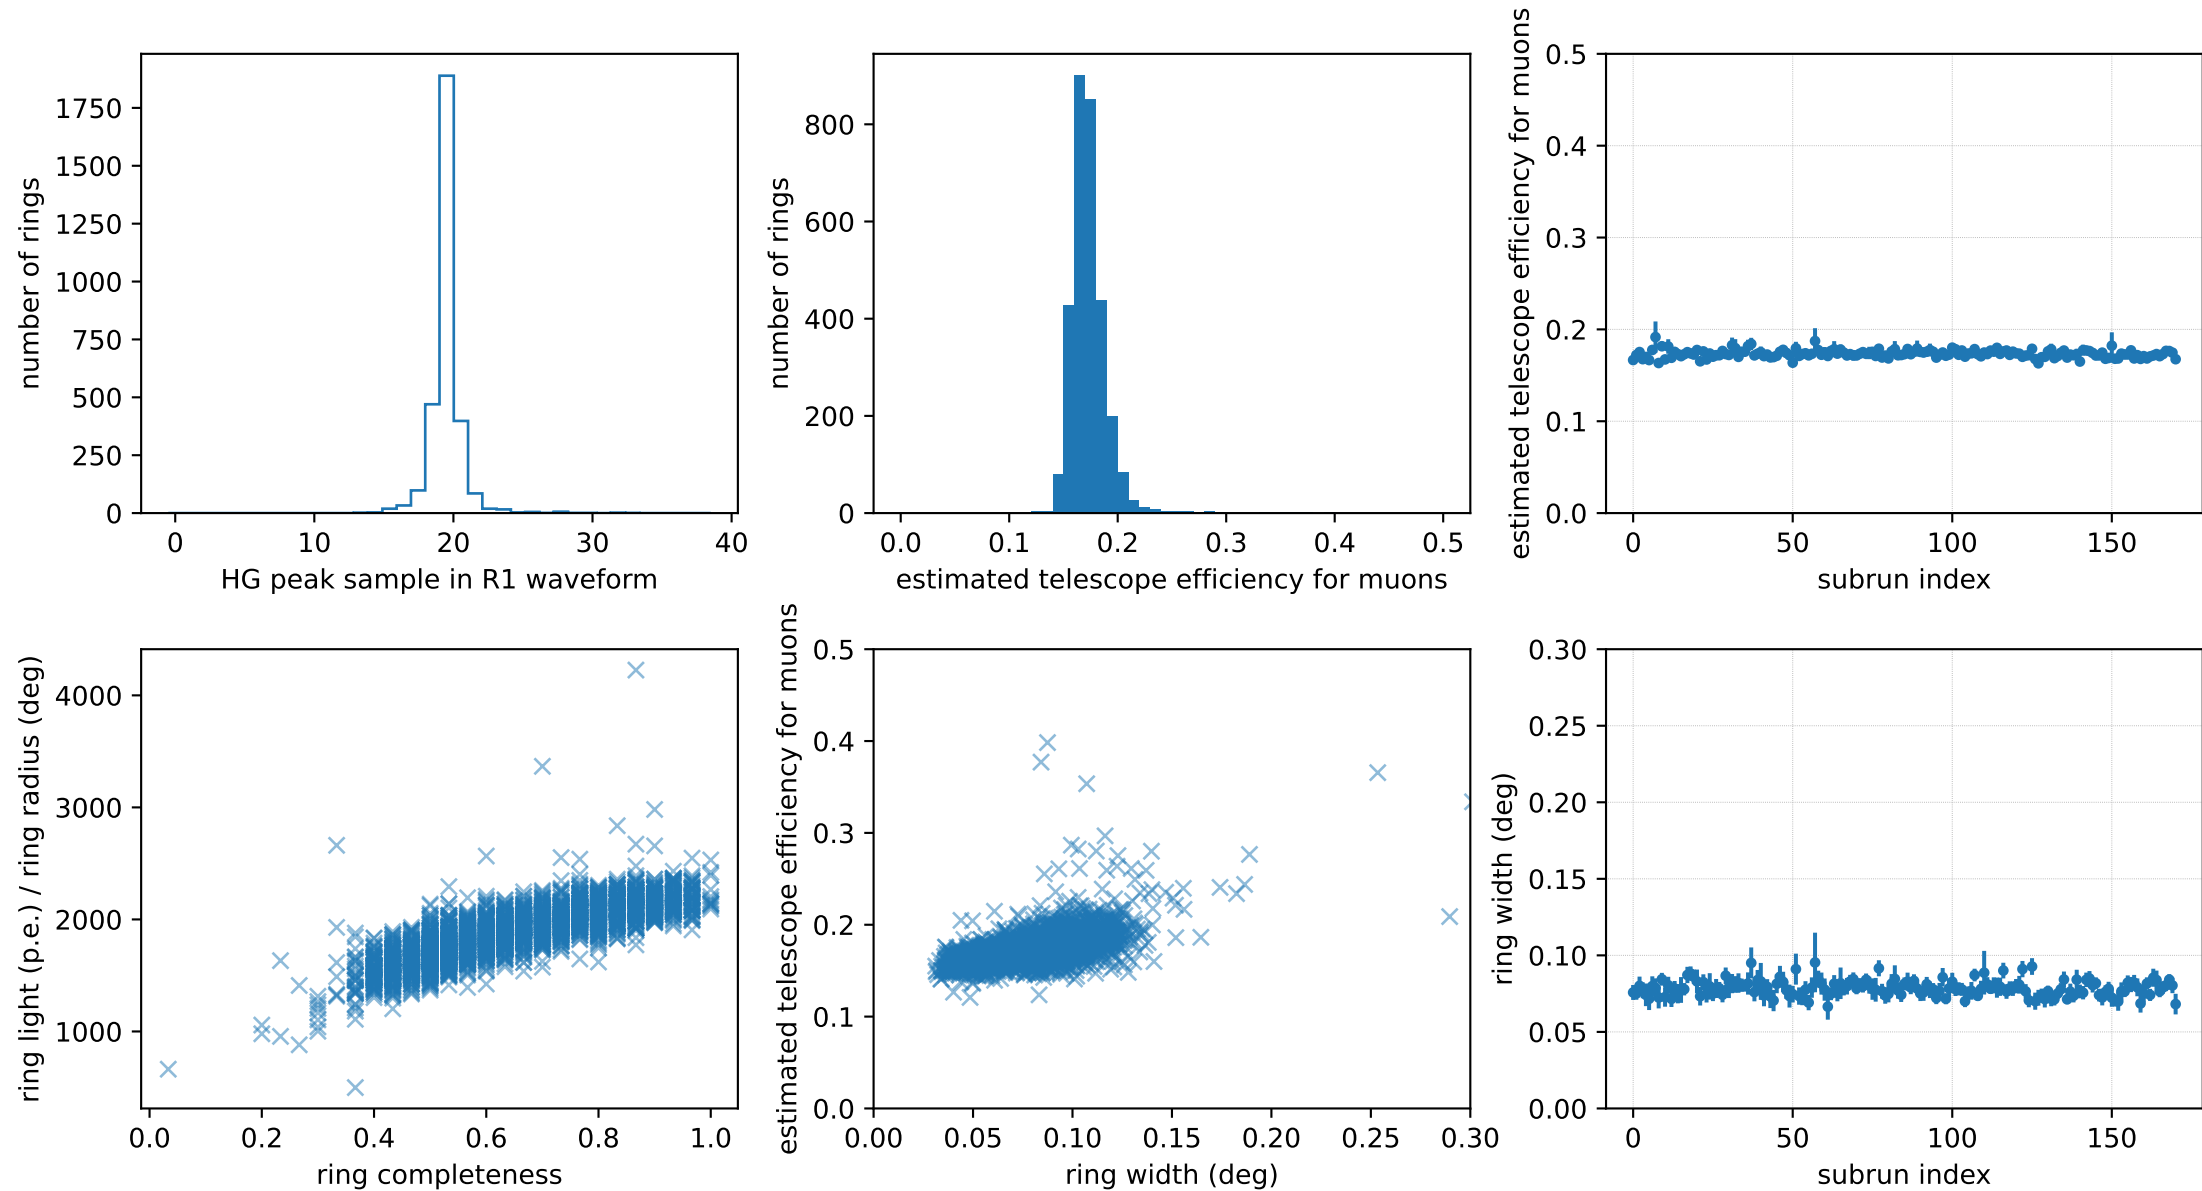 number of rings
1750
1500
1250
1000
750
500
250
0
0 10 20 30 40
HG peak sample in R1 waveform
number of rings
800
600
400
200
0
0.0 0.1 0.2 0.3 0.4 0.5
estimated telescope efficiency for muons
estimated telescope efficiency for muons
0.5
0.4
0.3
0.2
0.1
0.0
0 50 100 150
subrun index
ring light (p.e.) / ring radius (deg)
4000
3000
2000
1000
0.0 0.2 0.4 0.6 0.8 1.0
ring completeness
estimated telescope efficiency for muons
0.5
0.4
0.3
0.2
0.1
0.0
0.00 0.05 0.10 0.15 0.20 0.25 0.30
ring width (deg)
ring width (deg)
0.30
0.25
0.20
0.15
0.10
0.05
0.00
0 50 100 150
subrun index